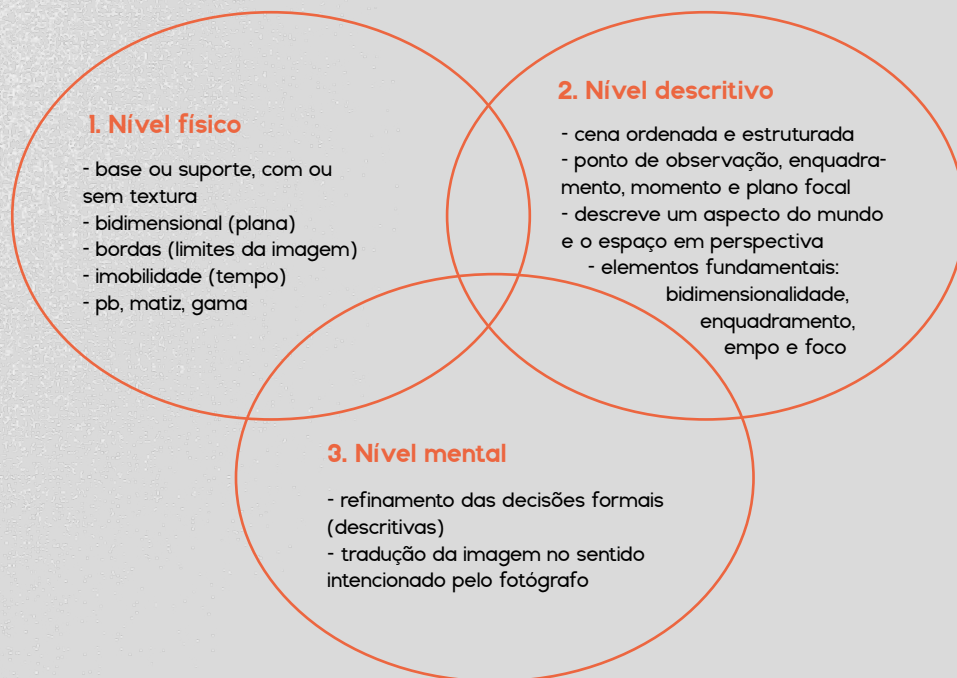 1. Nível físico
- base ou suporte, com ou
sem textura
- bidimensional (plana)
- bordas (limites da imagem)
- imobilidade (tempo)
- pb, matiz, gama
2. Nível descritivo
- cena ordenada e estruturada
- ponto de observação, enquadra-
mento, momento e plano focal
- descreve um aspecto do mundo
e o espaço em perspectiva
- elementos fundamentais:
bidimensionalidade,
enquadramento,
empo e foco
3. Nível mental
- refinamento das decisões formais
(descritivas)
- tradução da imagem no sentido
intencionado pelo fotógrafo